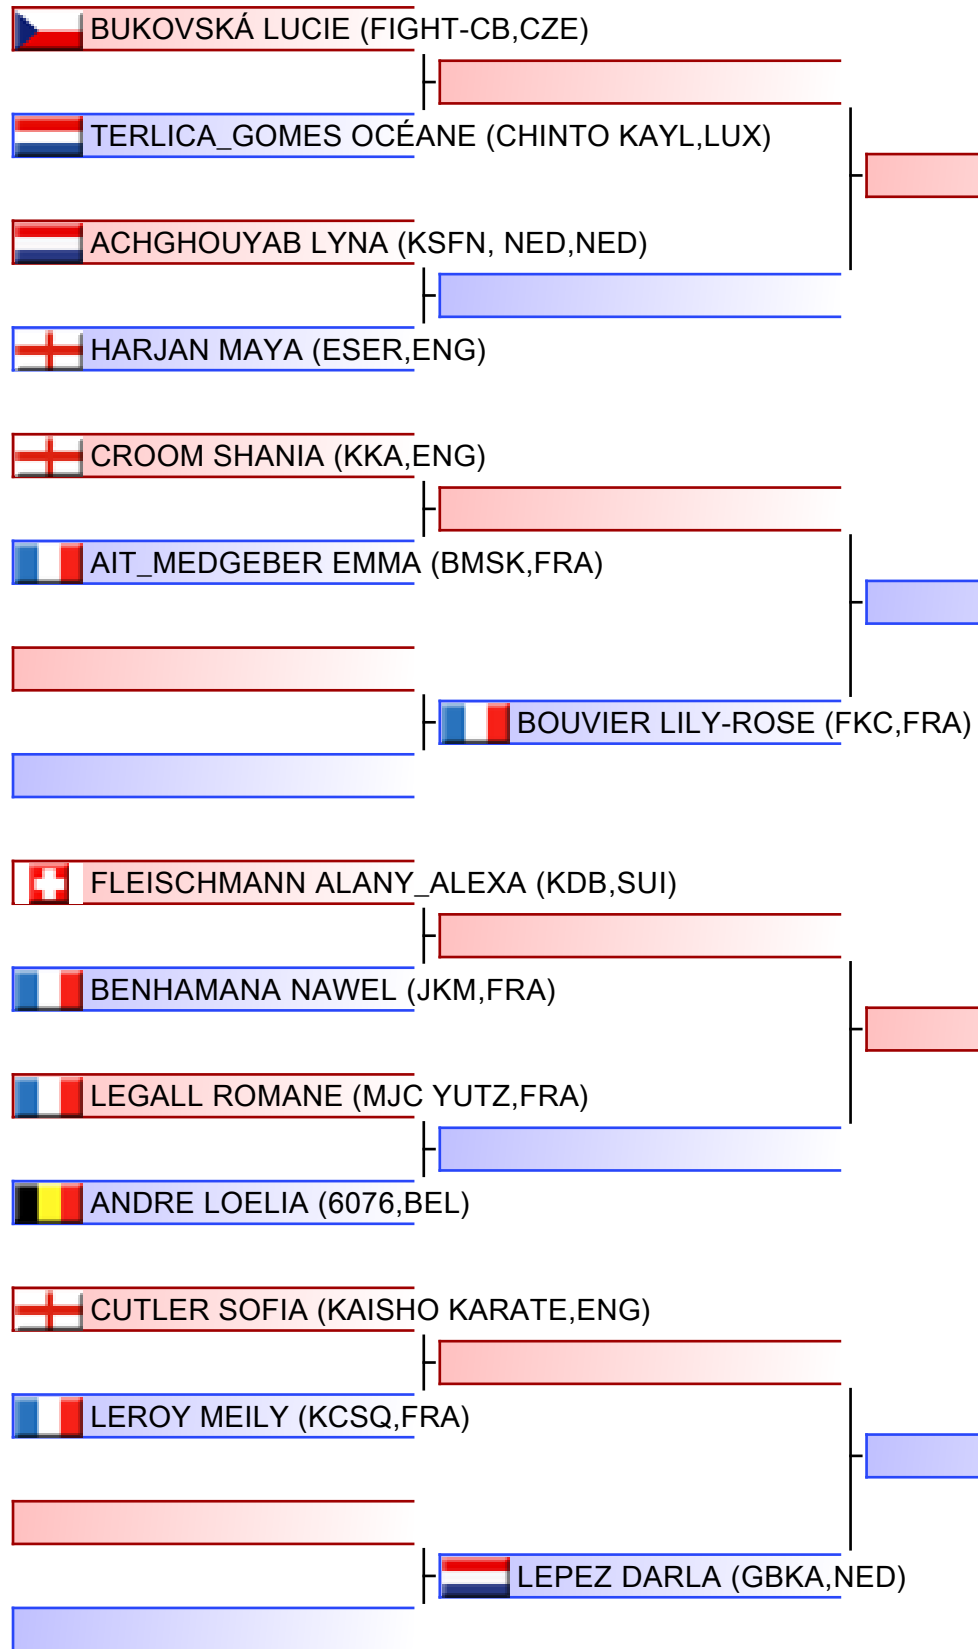 BUKOVSKÁ LUCIE (FIGHT-CB,CZE)
TERLICA_GOMES OCÉANE (CHINTO KAYL,LUX)
ACHGHOUYAB LYNA (KSFN, NED,NED)
HARJAN MAYA (ESER,ENG)
CROOM SHANIA (KKA,ENG)
AIT_MEDGEBER EMMA (BMSK,FRA)
BOUVIER LILY-ROSE (FKC,FRA)
FLEISCHMANN ALANY_ALEXA (KDB,SUI)
BENHAMANA NAWEL (JKM,FRA)
LEGALL ROMANE (MJC YUTZ,FRA)
ANDRE LOELIA (6076,BEL)
CUTLER SOFIA (KAISHO KARATE,ENG)
LEROY MEILY (KCSQ,FRA)
LEPEZ DARLA (GBKA,NED)